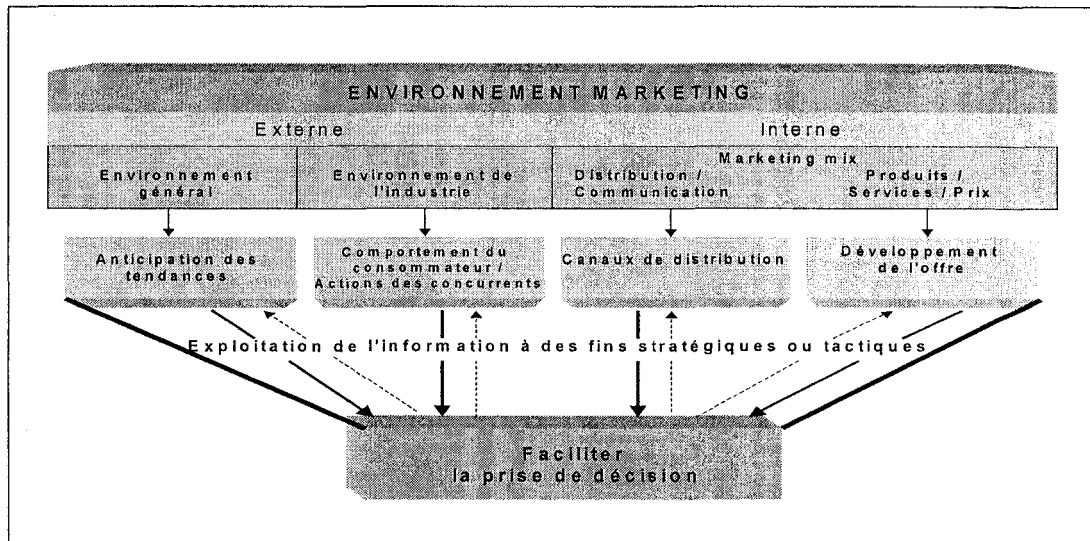 ENVIRONNEMENT MARKETING
Externe
Interne
Environnement
général
Environnement de
l'industrie
Marketing mix
Distribution /
Communication
Produits /
Services / Prix
Anticipation des
tendances
Comportement du
consommateur /
Actions des concurrents
Canaux de distribution
Développement
de l'offre
Exploitation de l'information à des fins stratégiques ou tactiques
Faciliter
la prise de décision